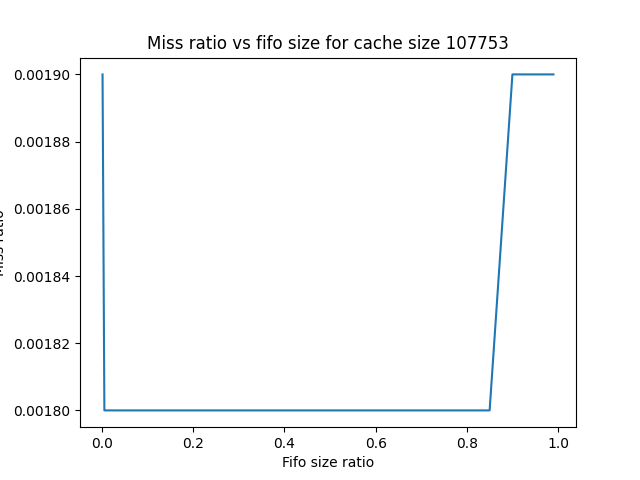 Miss ratio vs fifo size for cache size 107753
0.00190
0.00188
0.00186
0.00184
0.00182
0.00180
Miss ratio
0.0 0.2 0.4 0.6 0.8 1.0
Fifo size ratio